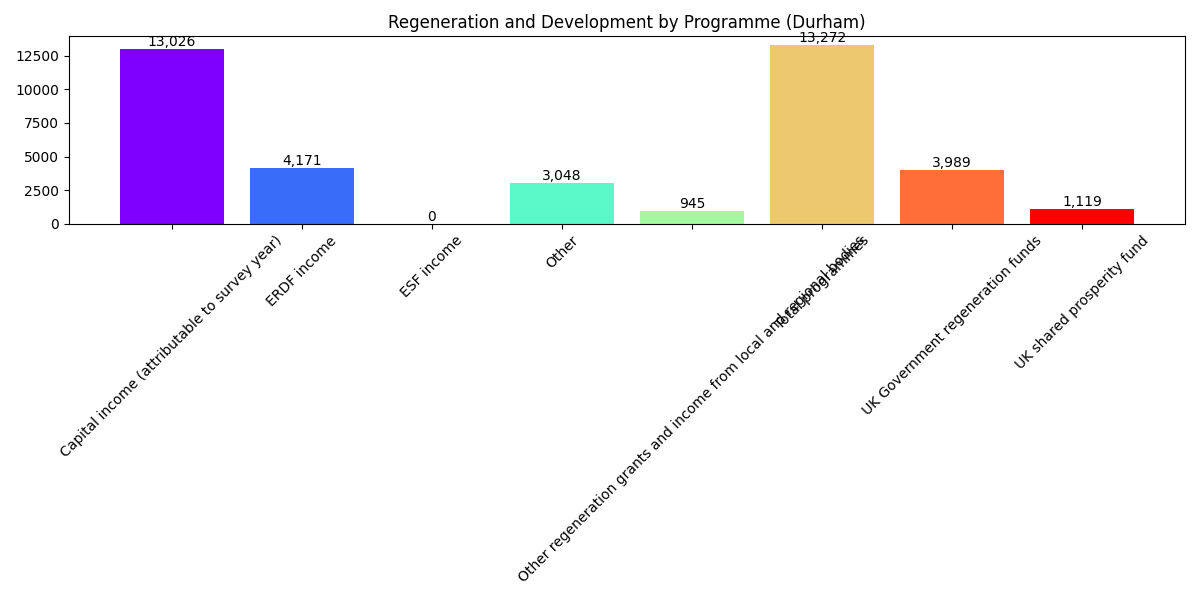 Regeneration and Development by Programme (Durham)
13,026
4,171
0
3,048
945
13,272
3,989
1,119
12500
10000
7500
5000
2500
0
Capital income (attributable to survey year)
ERDF income
ESF income
Other
Other regeneration grants and income from local and regional bodies
Total programmes
UK Government regeneration funds
UK shared prosperity fund